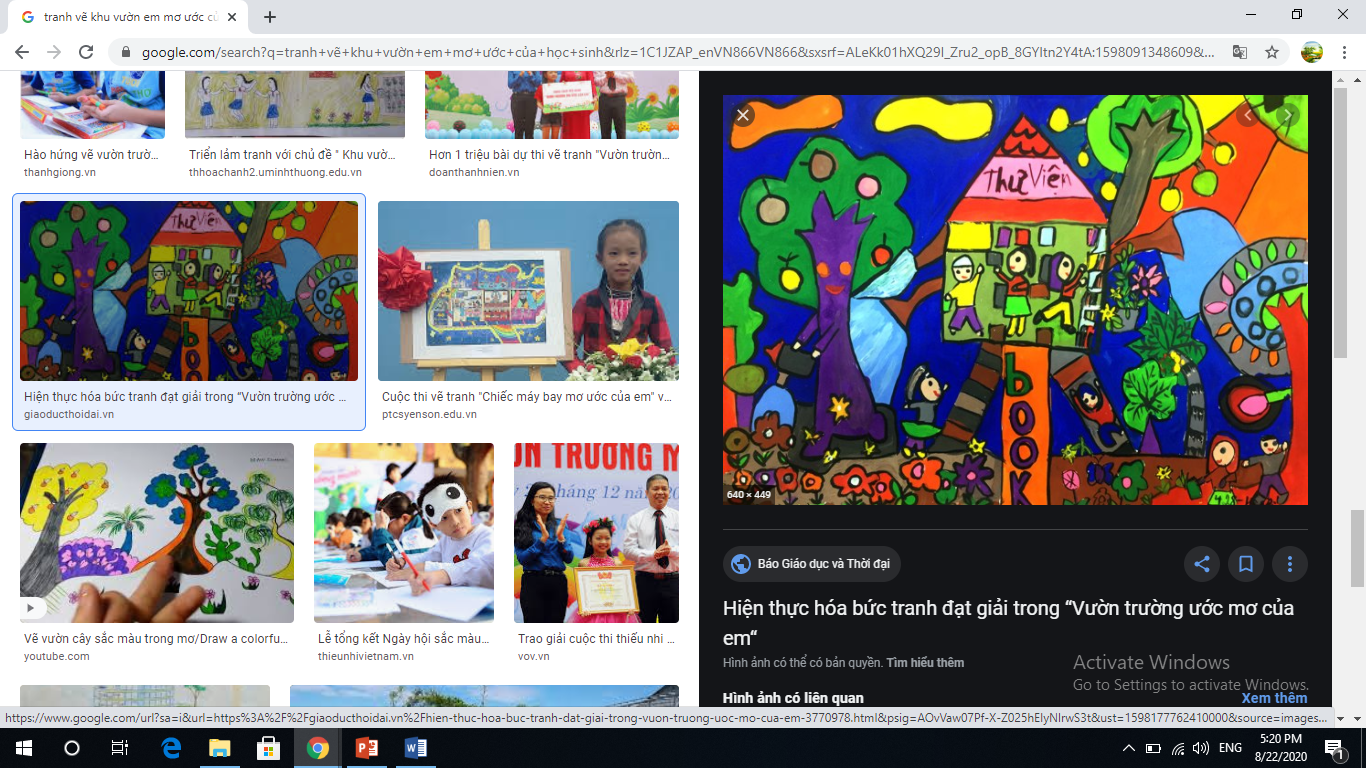 tranh vẽ khu vườn em mơ ước củ
google.com/search?q=tranh+vẽ+khu+vườn+em+mơ+ước+của+học+sinh&rlz=1C1JZAP_enVN866VN866&sxsrf=ALeKk01hXQ29I_Zru2_opB_8GYItn2Y4tA:1598091348609&...
Hào hứng vẽ vườn trườ...
thanhgiong.vn
Triển lảm tranh với chủ đề " Khu vườ...
thhoachanh2.uminhthuong.edu.vn
Hơn 1 triệu bài dự thi vẽ tranh "Vườn trườn...
doanthanhnien.vn
Thư Viện
book
Hiện thực hóa bức tranh đạt giải trong “Vườn trường ước ...
giaoducthoidai.vn
Cuộc thi vẽ tranh "Chiếc máy bay mơ ước của em" v...
ptcsyenson.edu.vn
Vẽ vườn cây sắc màu trong mơ/Draw a colorfu...
youtube.com
Lễ tổng kết Ngày hội sắc màu...
thieunhivietnam.vn
ƯN TRƯỜNG M
tháng 12 nă
Trao giải cuộc thi thiếu nhi ...
vov.vn
Thư Viện
book
640 × 449
Báo Giáo dục và Thời đại
Hiện thực hóa bức tranh đạt giải trong “Vườn trường ước mơ của
em“
Hình ảnh có thể có bản quyền. Tìm hiểu thêm
Hình ảnh có liên quan
Xem thêm
Activate Windows
Go to Settings to activate Windows.
https://www.google.com/url?sa=i&url=https%3A%2F%2Fgiaoducthoidai.vn%2Fhien-thuc-hoa-buc-tranh-dat-giai-trong-vuon-truong-uoc-mo-cua-em-3770978.html&psig=AOvVaw07Pf-X-Z025hEIyNIrwS3t&ust=1598177762410000&source=images...
ENG
5:20 PM
8/22/2020
1